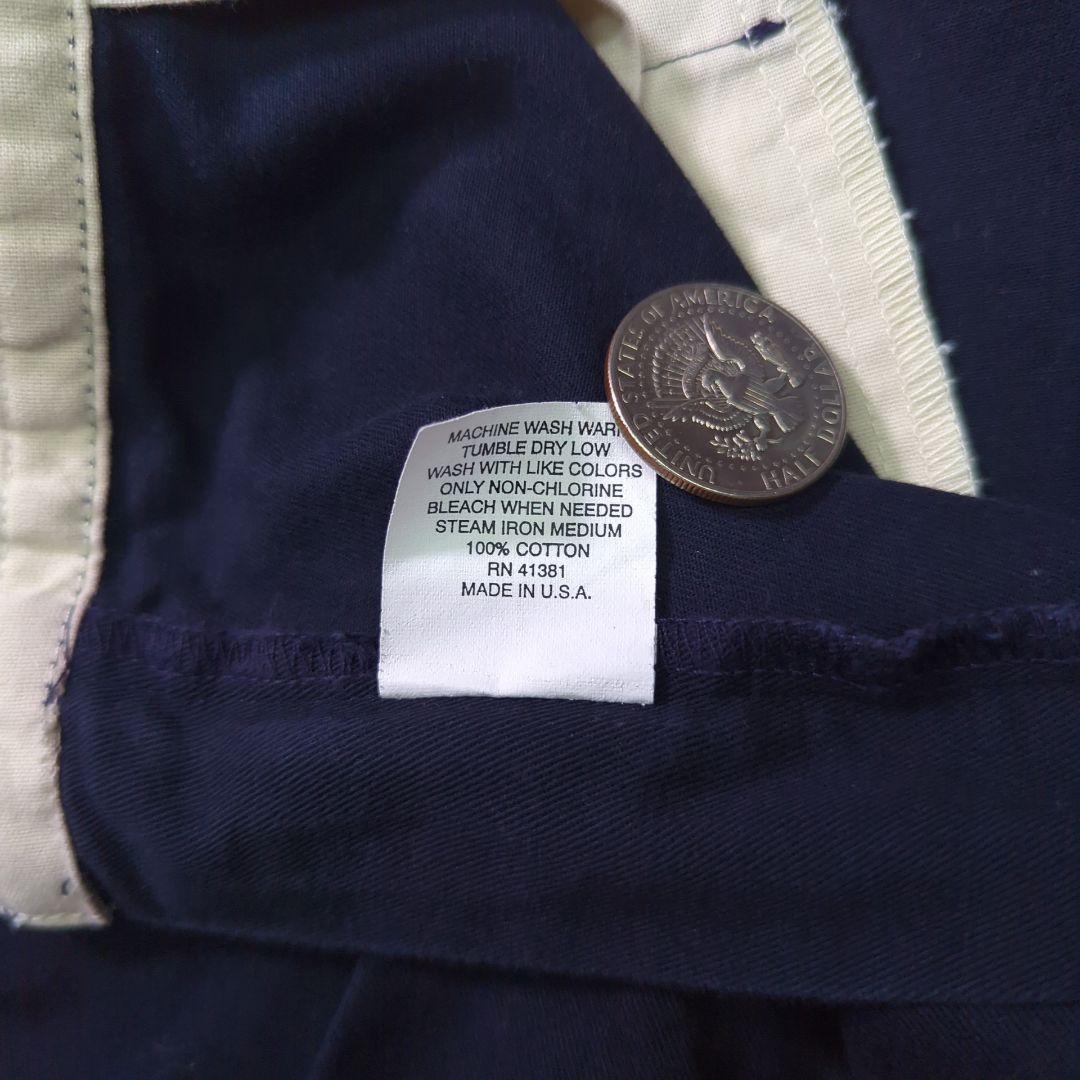 MACHINE WASH WAR
TUMBLE DRY LOW
WASH WITH LIKE COLORS
ONLY NON-CHLORINE
BLEACH WHEN NEEDED
STEAM IRON MEDIUM
100% COTTON
RN 41381
MADE IN U.S.A.
UNITED STATES OF AMERICA
HALF DOLLAR